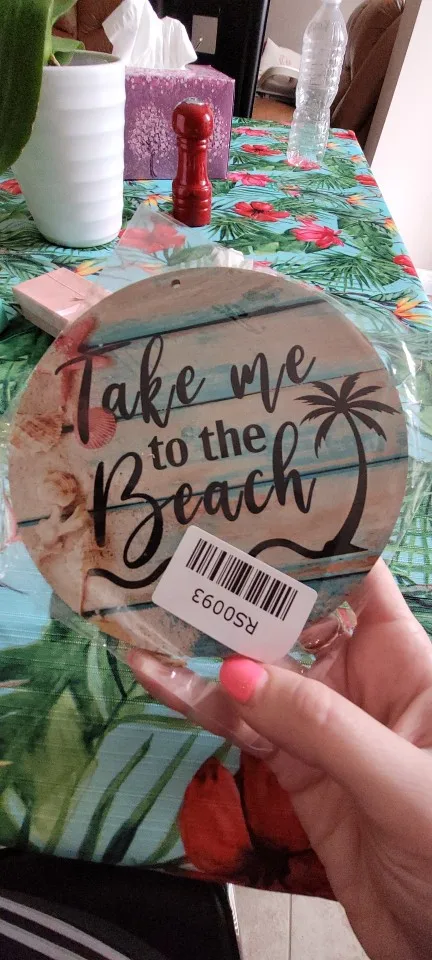 Take me
to the
Beach
RS0093